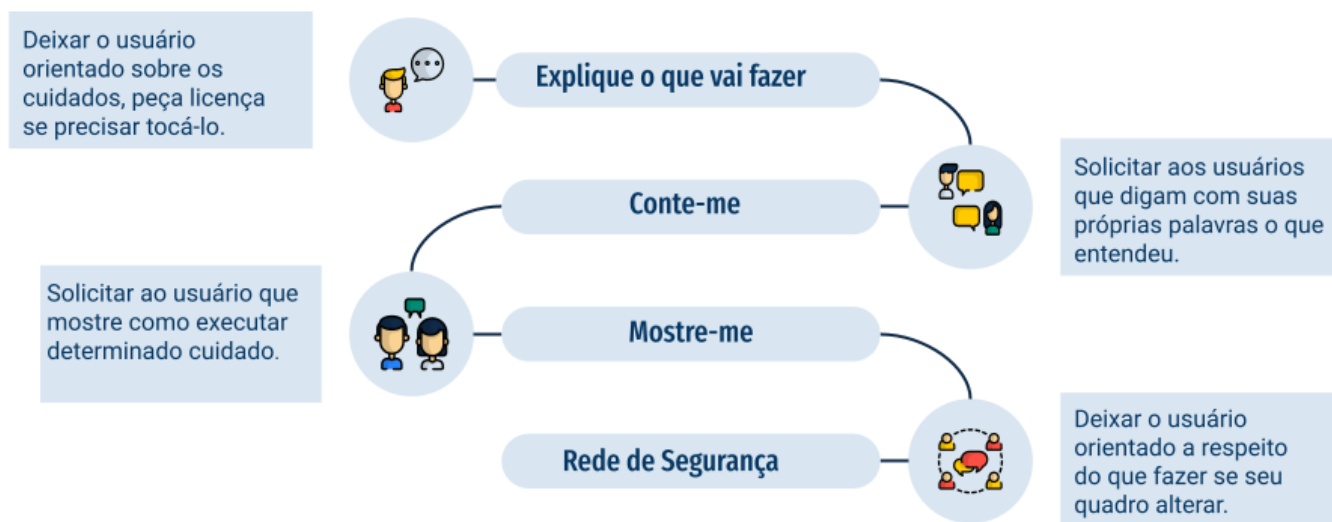 Deixar o usuário
orientado sobre os
cuidados, peça licença
se precisar tocá-lo.
Explique o que vai fazer
Conte-me
Solicitar aos usuários
que digam com suas
próprias palavras o que
entendeu.
Solicitar ao usuário que
mostre como executar
determinado cuidado.
Mostre-me
Rede de Segurança
Deixar o usuário
orientado a respeito
do que fazer se seu
quadro alterar.